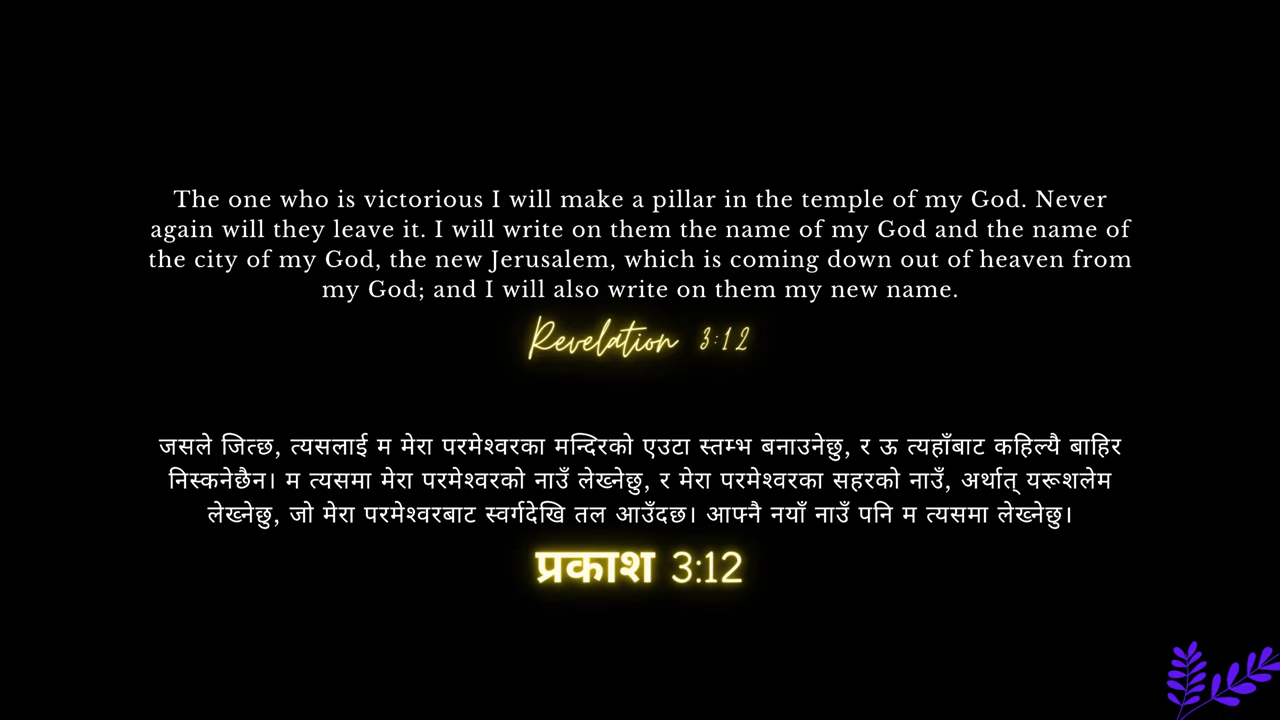 The one who is victorious I will make a pillar in the temple of my God. Never
again will they leave it. I will write on them the name of my God and the name of
the city of my God, the new Jerusalem, which is coming down out of heaven from
my God; and I will also write on them my new name.
Revelation 3:12
जसले जित्छ, त्यसलाई म मेरा परमेश्वरका मन्दिरको एउटा स्तम्भ बनाउनेछु, र ऊ त्यहाँबाट कहिल्यै बाहिर
निस्कनेछैन। म त्यसमा मेरा परमेश्वरको नाउँ लेख्नेछु, र मेरा परमेश्वरका सहरको नाउँ, अर्थात् यरूशलेम
लेख्नेछु, जो मेरा परमेश्वरबाट स्वर्गदेखि तल आउँदछ। आफ्नै नयाँ नाउँ पनि म त्यसमा लेख्नेछु।
प्रकाश 3:12